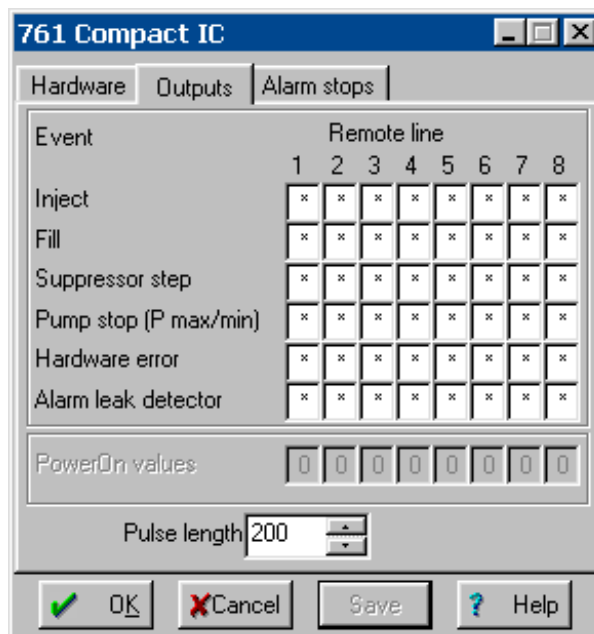 761 Compact IC
Hardware Outputs Alarm stops
Event Remote line
1 2 3 4 5 6 7 8
Inject * * * * * * * *
Fill * * * * * * * *
Suppressor step * * * * * * * *
Pump stop (P max/min) * * * * * * * *
Hardware error * * * * * * * *
Alarm leak detector * * * * * * * *
PowerOn values 0 0 0 0 0 0 0 0
Pulse length 200
OK Cancel Save ? Help